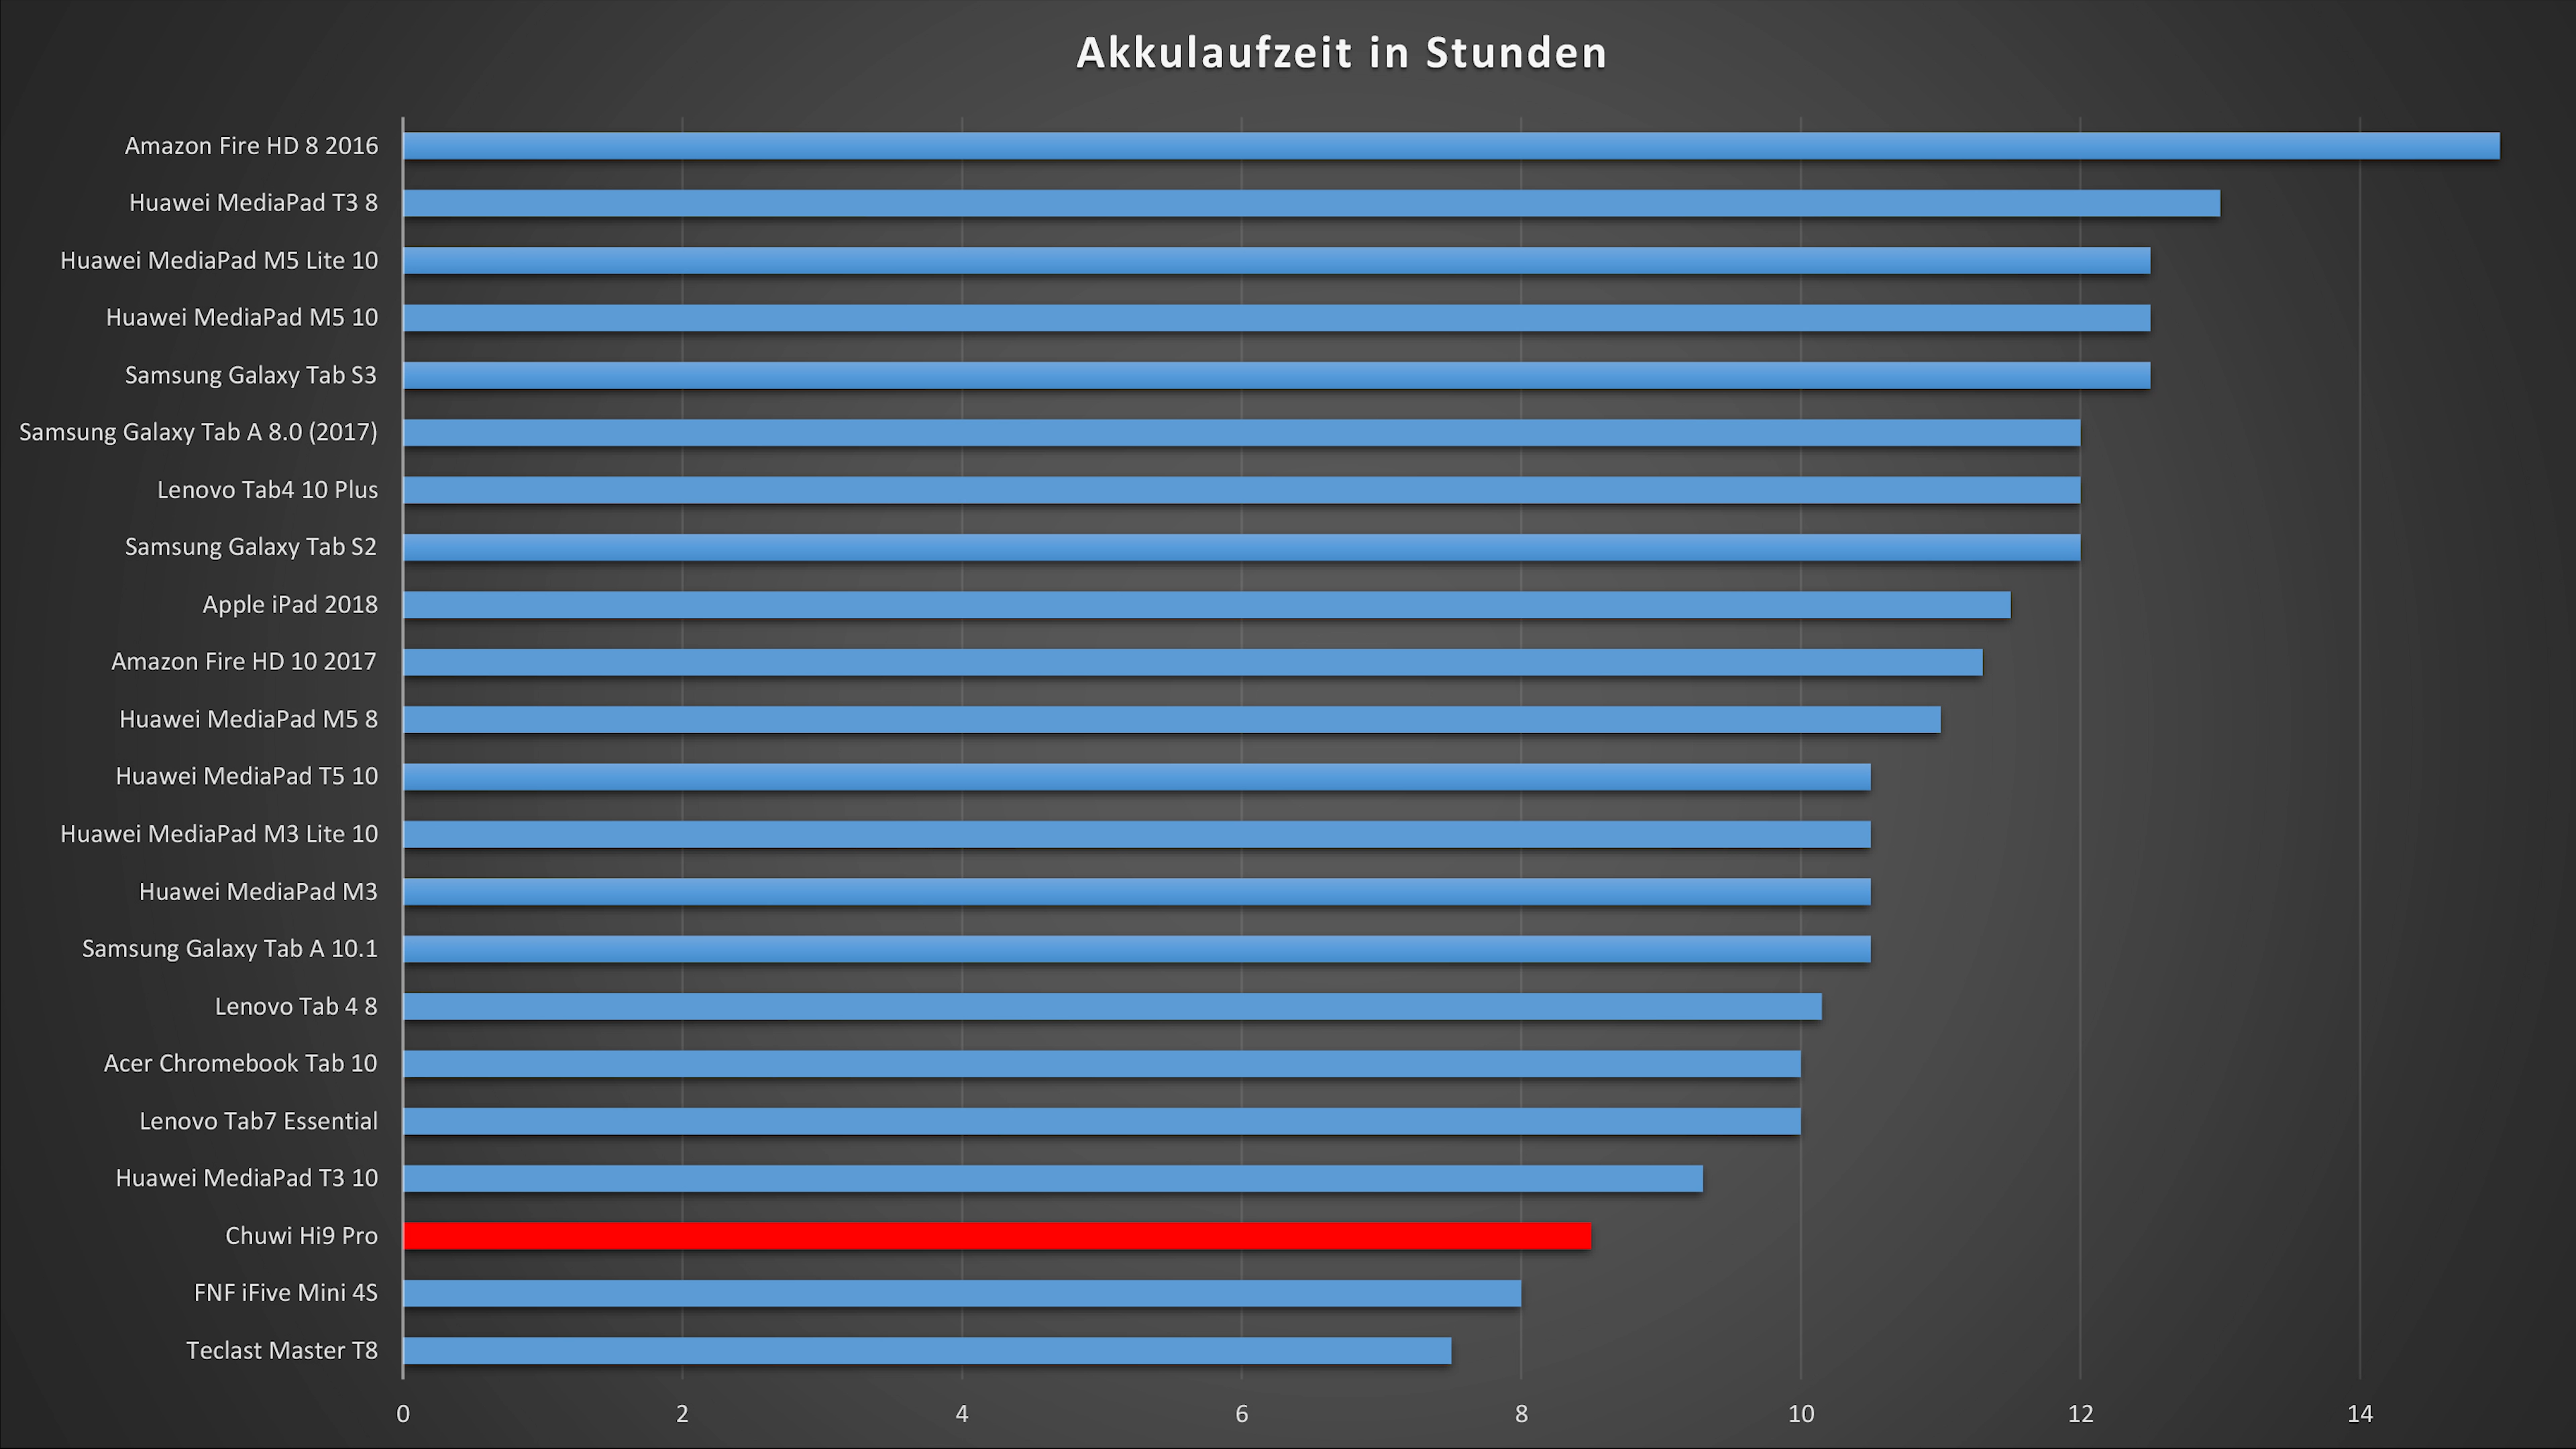 Akkulaufzeit in Stunden
Amazon Fire HD 8 2016
Huawei MediaPad T3 8
Huawei MediaPad M5 Lite 10
Huawei MediaPad M5 10
Samsung Galaxy Tab S3
Samsung Galaxy Tab A 8.0 (2017)
Lenovo Tab4 10 Plus
Samsung Galaxy Tab S2
Apple iPad 2018
Amazon Fire HD 10 2017
Huawei MediaPad M5 8
Huawei MediaPad T5 10
Huawei MediaPad M3 Lite 10
Huawei MediaPad M3
Samsung Galaxy Tab A 10.1
Lenovo Tab 4 8
Acer Chromebook Tab 10
Lenovo Tab7 Essential
Huawei MediaPad T3 10
Chuwi Hi9 Pro
FNF iFive Mini 4S
Teclast Master T8
0 2 4 6 8 10 12 14